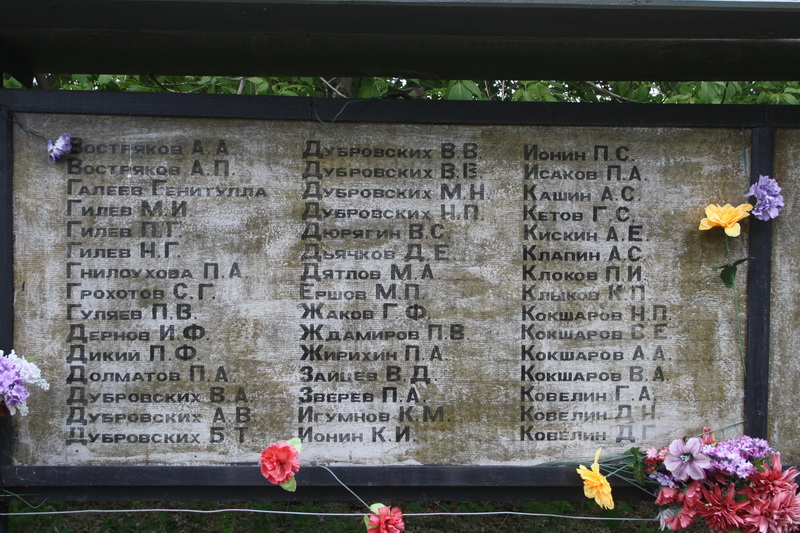 Востряков А.А
Востряков А.П.
Галеев Генитулла
Гилев М.И
Гилев П.Г.
Гилев Н.Г.
Гнилоухова П.А
Грохотов С.Г.
Гуляев П.В.
Дернов И.Ф.
Дикий П.Ф.
Долматов П.А.
Дубровских В.А
Дубровских А.В
Дубровских Б.Т.
Дубровских В.В.
Дубровских В.Е.
Дубровских М.Н.
Дубровских Н.П.
Дюрягин В.С.
Дьячков Д.Е.
Дятлов М.А.
Ершов М.П.
Жаков Г.Ф.
Ждамиров П.В
Жирихин П.А
Зайцев В.Д.
Зверев П.А.
Игумнов К.М.
Ионин К.И.
Ионин П.С.
Исаков П.А.
Кашин А.С.
Кетов Г.С.
Кискин А.Е.
Клапин А.С.
Клоков П.И.
Клыков К.П.
Кокшаров Н.П.
Кокшаров С.Е.
Кокшаров А.А.
Кокшаров В.А
Ковелин Г.А.
Ковелин Д.Н.
Ковелин Д.Г.